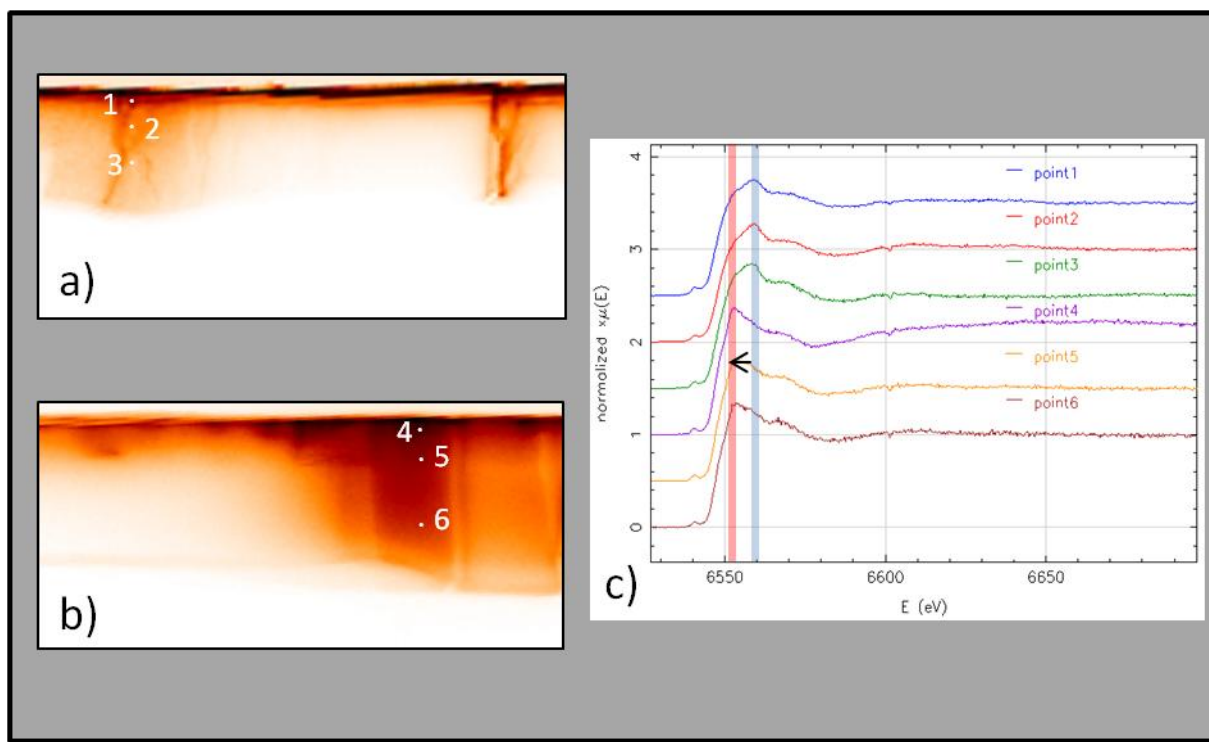 1
2
3
a)
4
5
6
b)
4
3
2
1
0
normalized xμ(E)
point1
point2
point3
point4
point5
point6
6550
6600
6650
E (eV)
c)